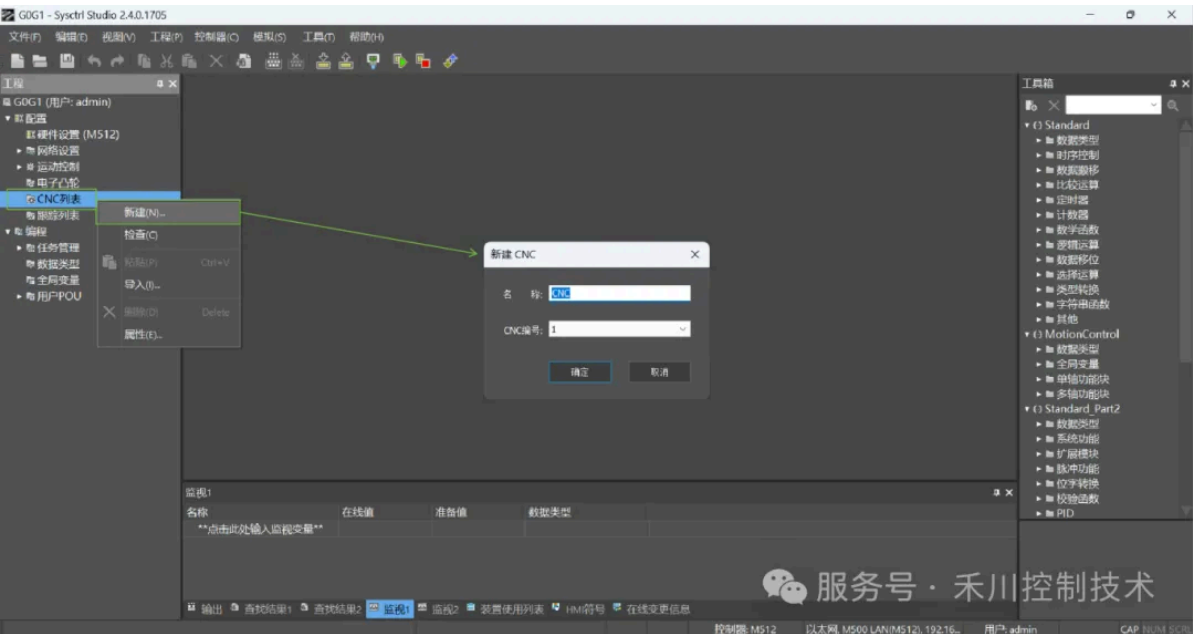 G0G1 - Sysctrl Studio 2.4.0.1705
文件(F) 编辑(E) 视图(V) 工程(P) 控制器(C) 模拟(S) 工具(T) 帮助(H)
工程
G0G1 (用户: admin)
配置
硬件设置 (M512)
网络设置
运动控制
电子凸轮
CNC列表
跟踪列表
编程
任务管理
数据类型
全局变量
用户POU
新建(N)...
检查(C)
粘贴(P) Ctrl+V
导入(I)...
删除(D) Delete
属性(E)...
新建 CNC
名 称: CNC
CNC编号: 1
确定 取消
工具箱
Standard
数据类型
时序控制
数据搬移
比较运算
定时器
计数器
数学函数
逻辑运算
数据移位
选择运算
类型转换
字符串函数
其他
MotionControl
数据类型
全局变量
单轴功能块
多轴功能块
Standard_Part2
数据类型
系统功能
扩展模块
脉冲功能
位字转换
校验函数
PID
监视1
名称 在线值 准备值 数据类型
**点击此处输入监视变量**
输出 查找结果1 查找结果2 监视1 监视2 装置使用列表 HMI符号 在线变更信息
服务号 · 禾川控制技术
控制器: M512 以太网, M500 LAN(M512), 192.16... 用户: admin CAP NUM SCRL